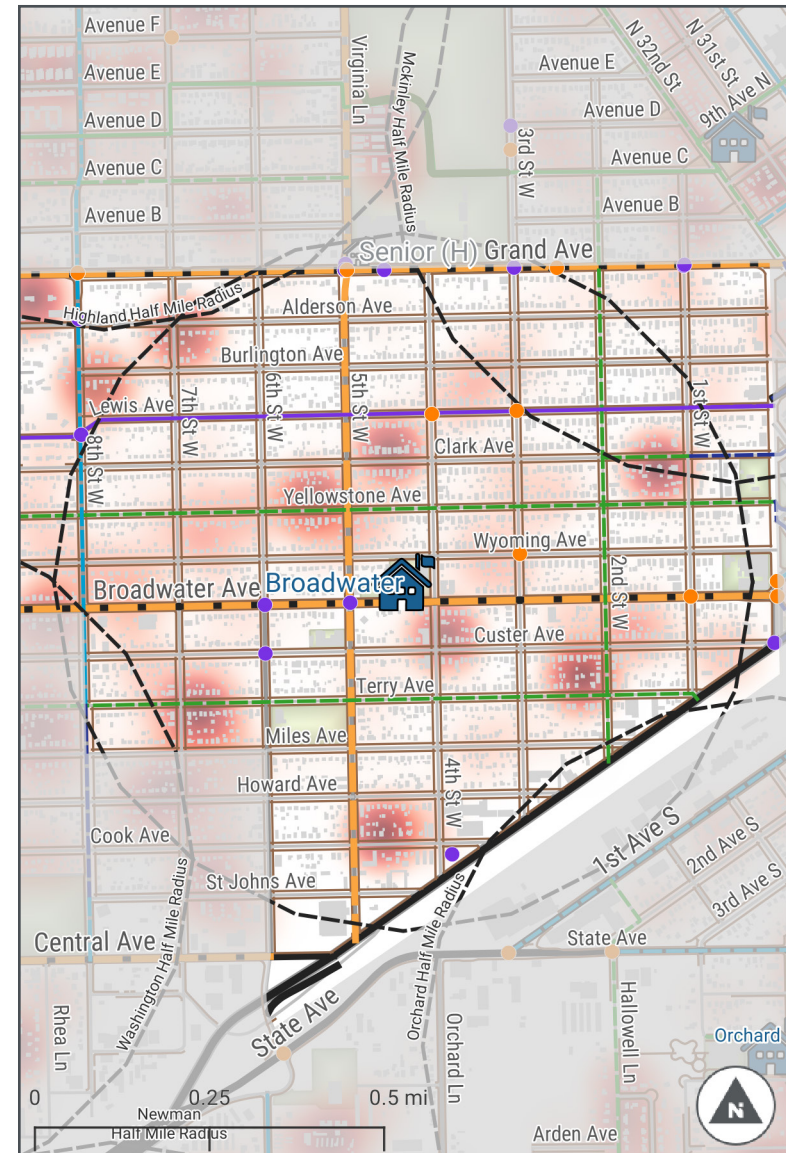 Avenue F
Avenue E
Avenue D
Avenue C
Avenue B
Virginia Ln
Mckinley Half Mile Radius
3rd St W
Avenue E
Avenue D
Avenue C
Avenue B
N 32nd St
N 31st St
9th Ave N
Senior (H)
Grand Ave
Highland Half Mile Radius
Alderson Ave
Burlington Ave
Lewis Ave
8th St W
7th St W
6th St W
5th St W
1st St W
Clark Ave
Yellowstone Ave
Wyoming Ave
Broadwater Ave
Broadwater
2nd St W
Custer Ave
Terry Ave
Miles Ave
Howard Ave
4th St W
Cook Ave
St Johns Ave
1st Ave S
2nd Ave S
3rd Ave S
Central Ave
State Ave
Washington Half Mile Radius
Orchard Half Mile Radius
State Ave
Rhea Ln
Orchard Ln
Hallowell Ln
Orchard
0
0.25
0.5 mi
Newman
Half Mile Radius
Arden Ave
N